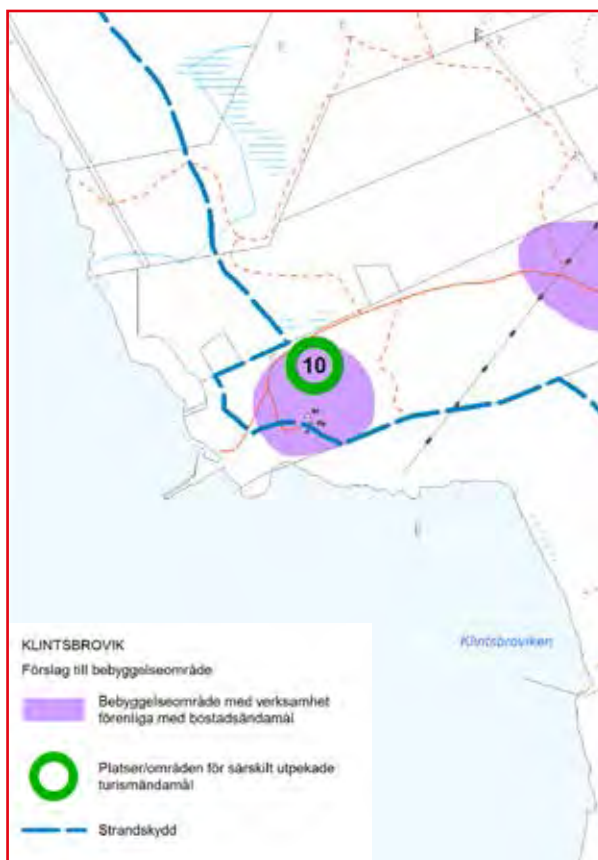 10
Klintsbroviken
KLINTSBROVIK
Förslag till bebyggelseområde
Bebyggelseområde med verksamhet
förenliga med bostadsändamål
Platser/områden för särskilt utpekade
turismändamål
Strandskydd